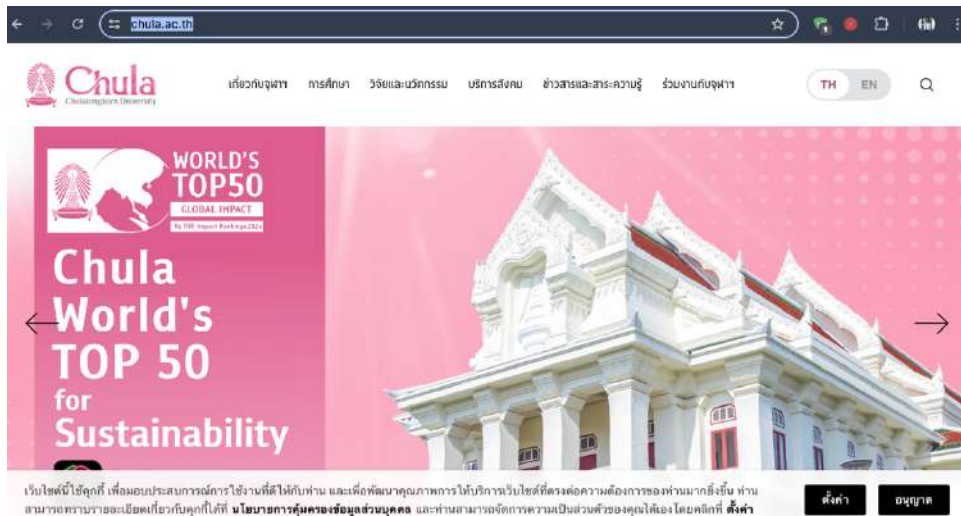 chula.ac.th
Chula
Chulalongkorn University
เกี่ยวกับจุฬาฯ การศึกษา วิจัยและนวัตกรรม บริการสังคม ข่าวสารและสาระความรู้ ร่วมงานกับจุฬาฯ
TH EN
WORLD'S
TOP50
GLOBAL IMPACT
By THE Impact Rankings 2024
Chula
World's
TOP 50
for
Sustainability
เว็บไซต์นี้ใช้คุกกี้ เพื่อมอบประสบการณ์การใช้งานที่ดีให้กับท่าน และเพื่อพัฒนาคุณภาพการให้บริการเว็บไซต์ที่ตรงต่อความต้องการของท่านมากยิ่งขึ้น ท่าน
สามารถทราบรายละเอียดเกี่ยวกับคุกกี้ได้ที่ นโยบายการคุ้มครองข้อมูลส่วนบุคคล และท่านสามารถจัดการความเป็นส่วนตัวของคุณได้เองโดยคลิกที่ ตั้งค่า
ตั้งค่า อนุญาต